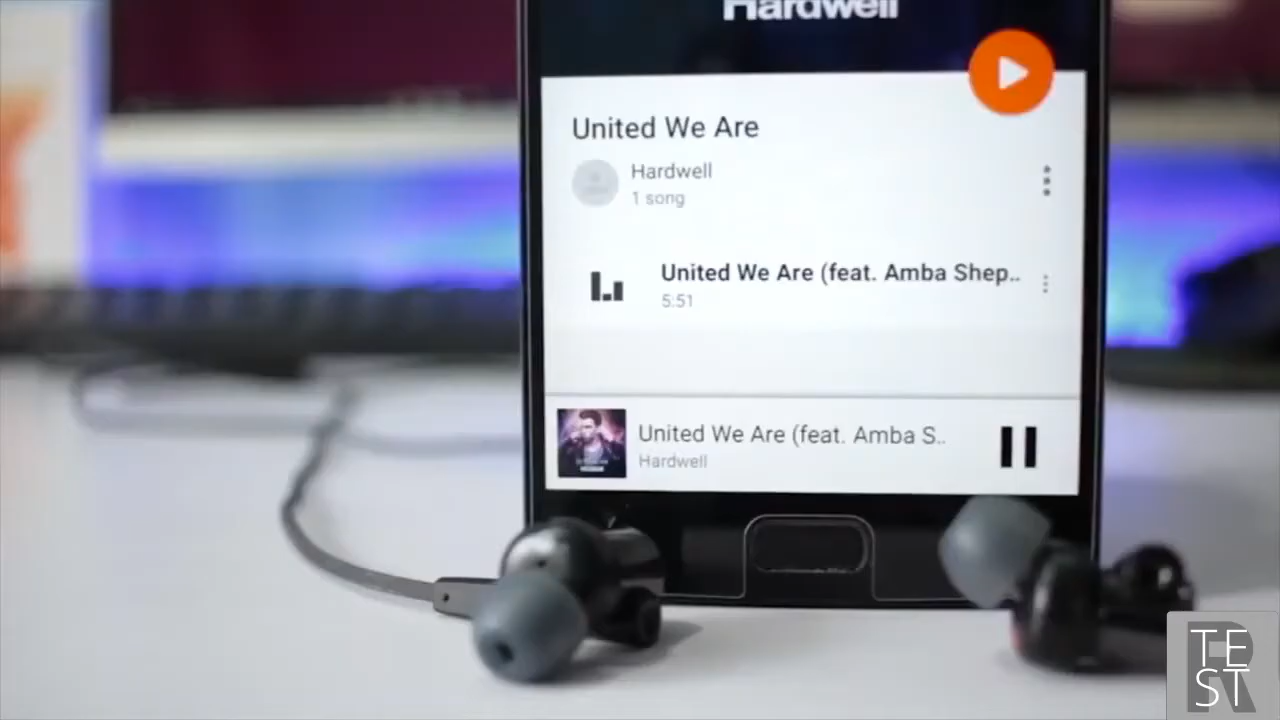 Hardwell
United We Are
Hardwell
1 song
United We Are (feat. Amba Shep..
5:51
United We Are (feat. Amba S..
Hardwell
TE
ST